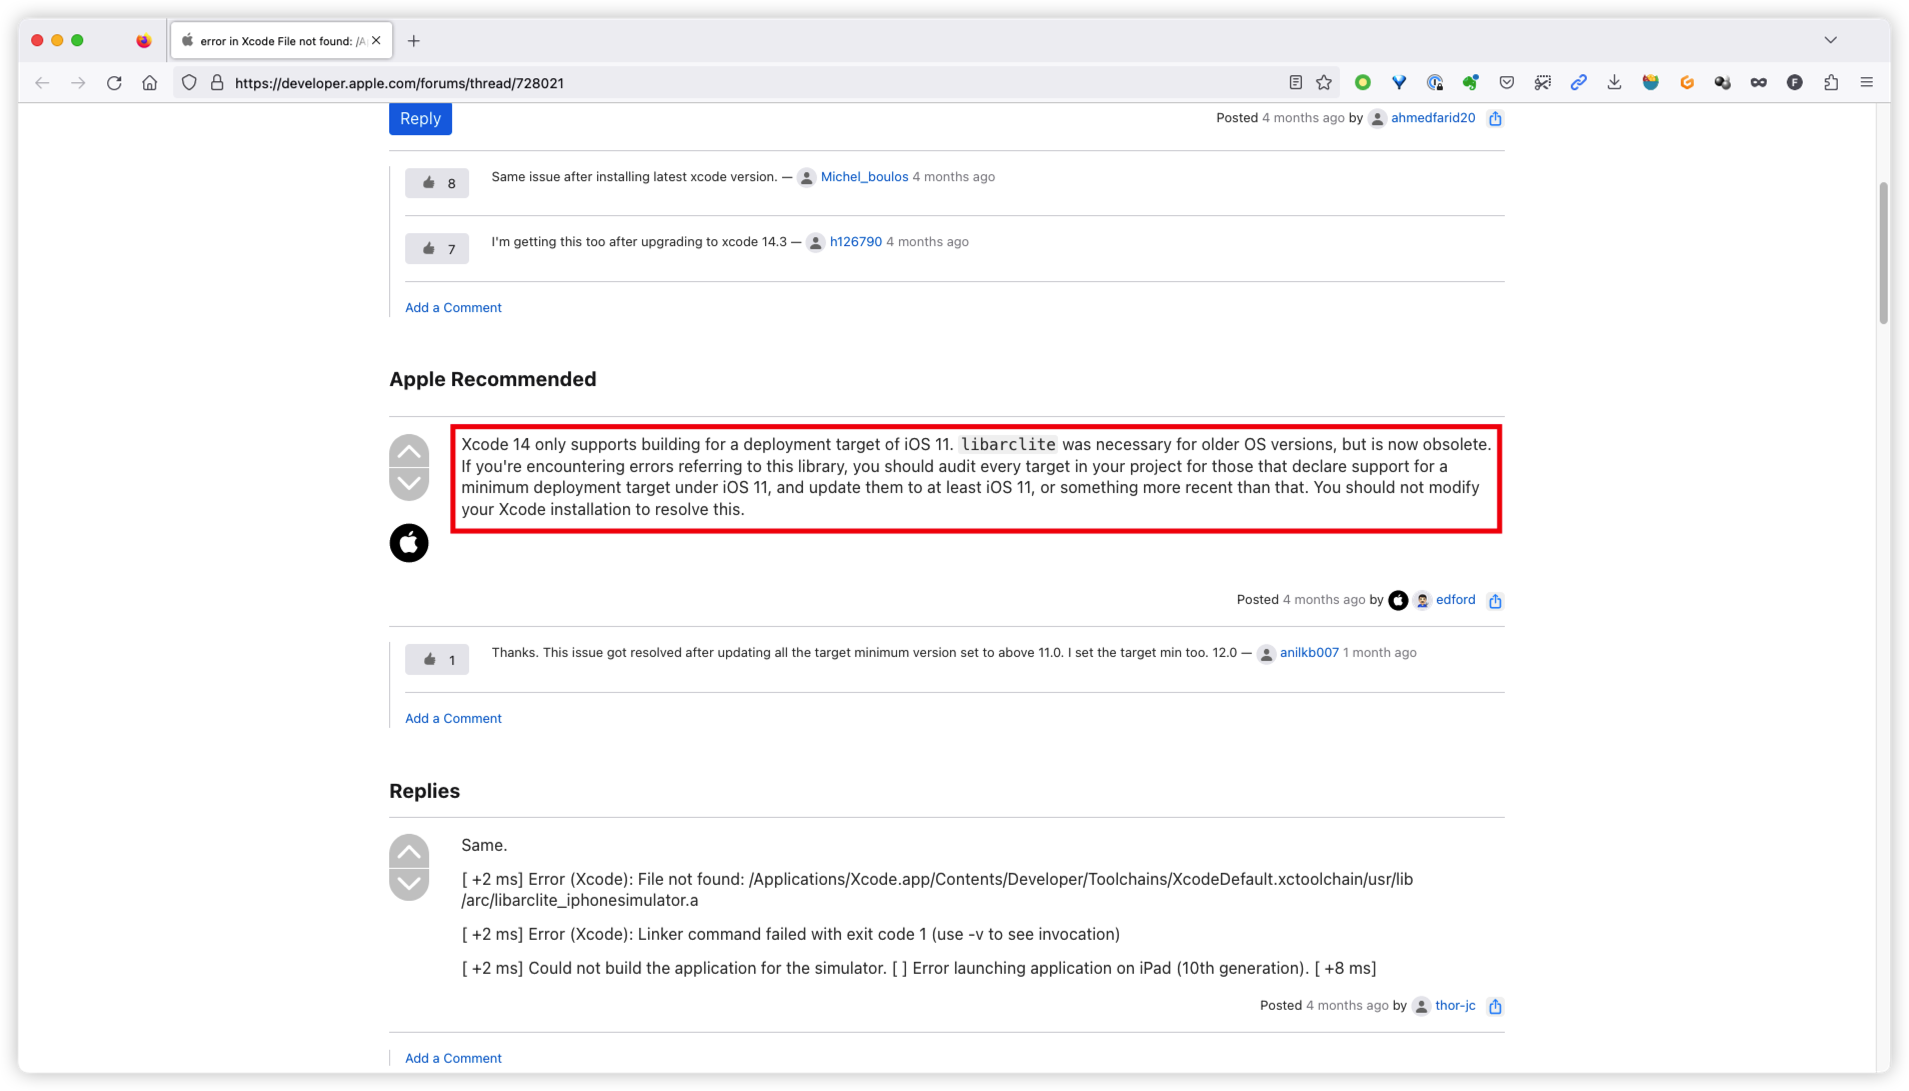 error in Xcode File not found: /A
https://developer.apple.com/forums/thread/728021
Reply
Posted 4 months ago by ahmedfarid20
8 Same issue after installing latest xcode version. — Michel_boulos 4 months ago
7 I'm getting this too after upgrading to xcode 14.3 — h126790 4 months ago
Add a Comment
Apple Recommended
Xcode 14 only supports building for a deployment target of iOS 11. libarclite was necessary for older OS versions, but is now obsolete.
If you're encountering errors referring to this library, you should audit every target in your project for those that declare support for a
minimum deployment target under iOS 11, and update them to at least iOS 11, or something more recent than that. You should not modify
your Xcode installation to resolve this.
Posted 4 months ago by edford
1 Thanks. This issue got resolved after updating all the target minimum version set to above 11.0. I set the target min too. 12.0 — anilkb007 1 month ago
Add a Comment
Replies
Same.
[ +2 ms] Error (Xcode): File not found: /Applications/Xcode.app/Contents/Developer/Toolchains/XcodeDefault.xctoolchain/usr/lib
/arc/libarclite_iphonesimulator.a
[ +2 ms] Error (Xcode): Linker command failed with exit code 1 (use -v to see invocation)
[ +2 ms] Could not build the application for the simulator. [ ] Error launching application on iPad (10th generation). [ +8 ms]
Posted 4 months ago by thor-jc
Add a Comment